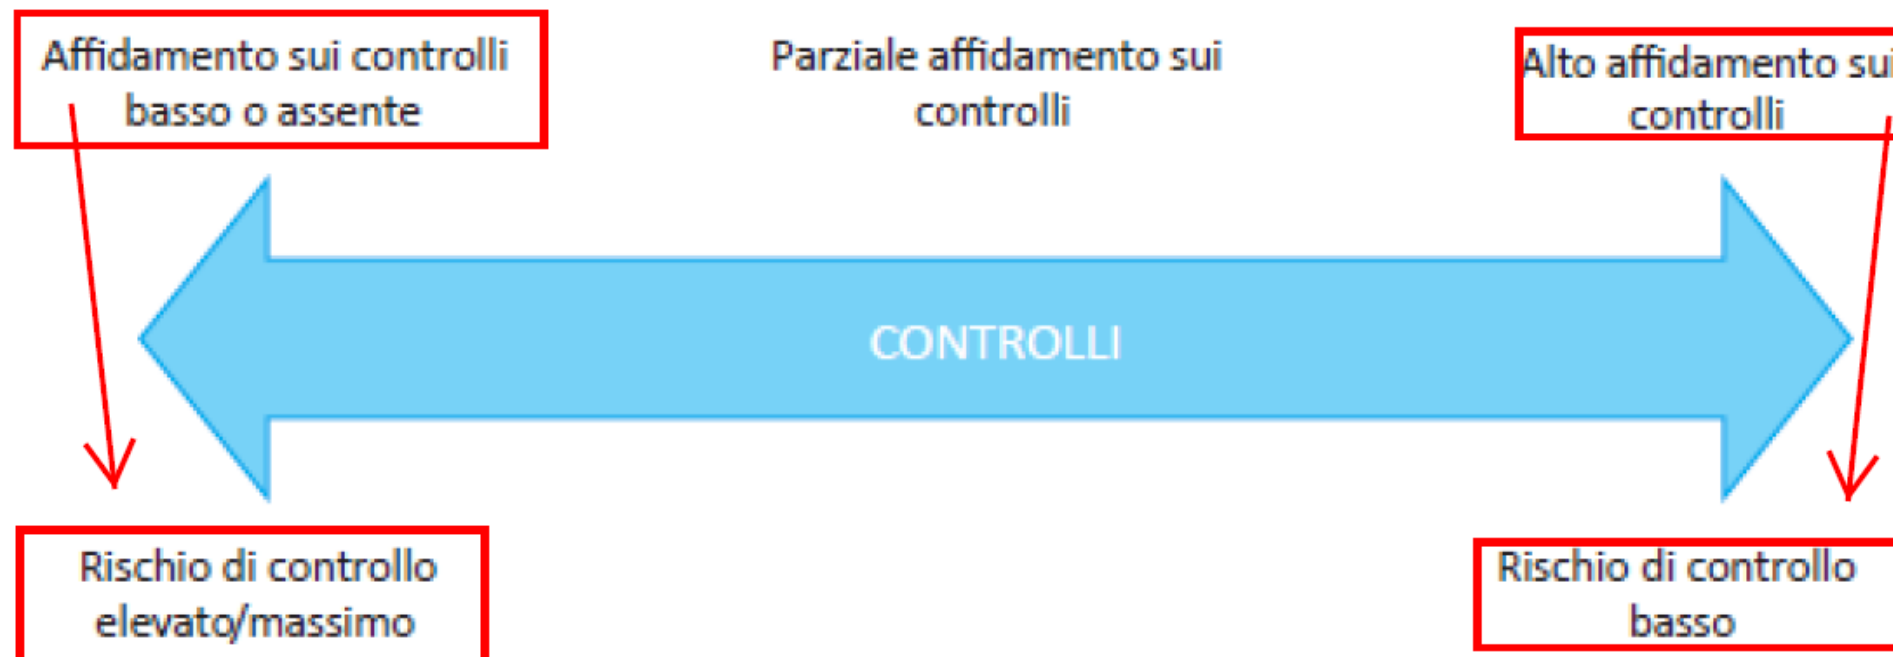 Affidamento sui controlli
basso o assente
Parziale affidamento sui
controlli
Alto affidamento sui
controlli
CONTROLLI
Rischio di controllo
elevato/massimo
Rischio di controllo
basso